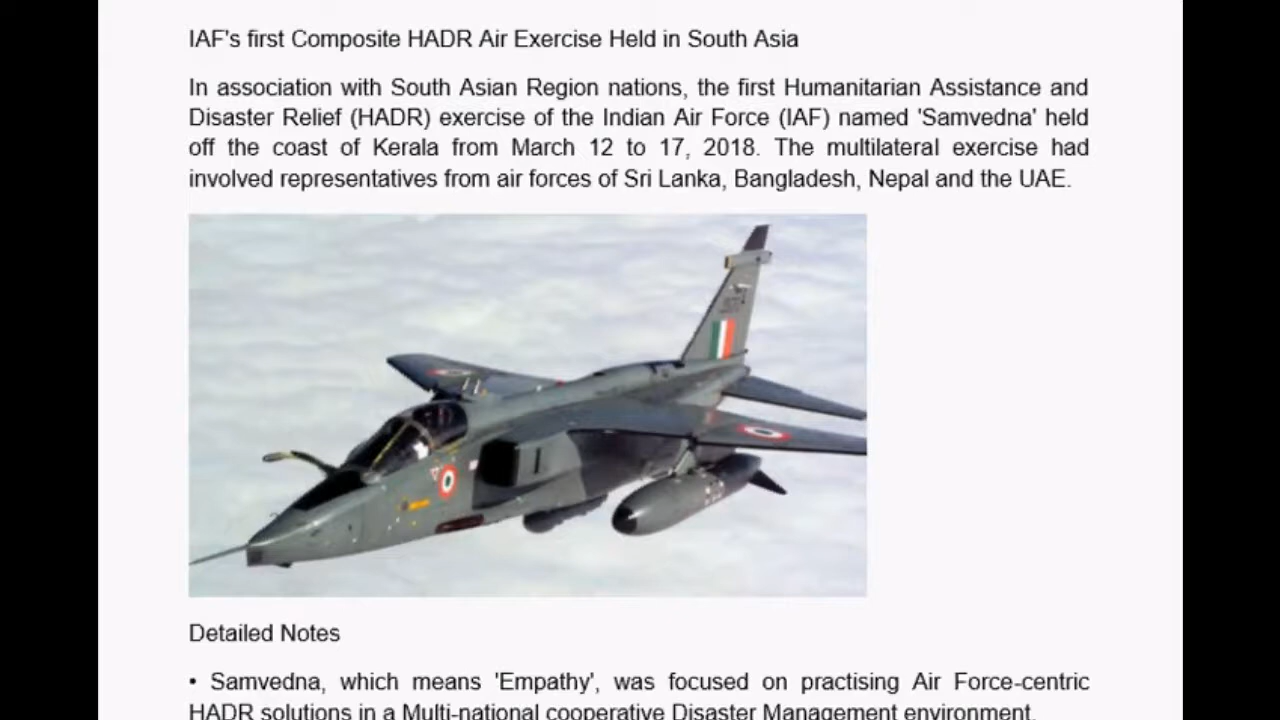 IAF's first Composite HADR Air Exercise Held in South Asia
In association with South Asian Region nations, the first Humanitarian Assistance and
Disaster Relief (HADR) exercise of the Indian Air Force (IAF) named 'Samvedna' held
off the coast of Kerala from March 12 to 17, 2018. The multilateral exercise had
involved representatives from air forces of Sri Lanka, Bangladesh, Nepal and the UAE.
Detailed Notes
• Samvedna, which means 'Empathy', was focused on practising Air Force-centric
HADR solutions in a Multi-national cooperative Disaster Management environment.